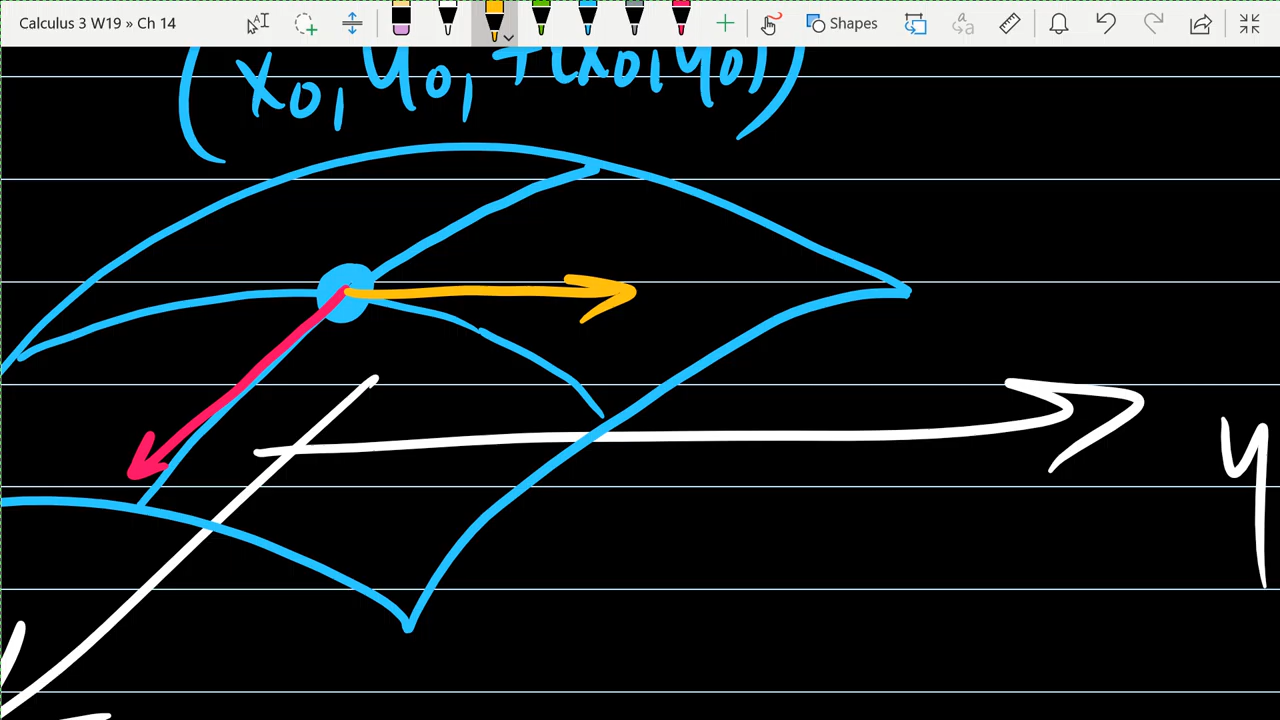 Calculus 3 W19 > Ch 14
Shapes
(x0, y0, f(x0, y0))
y